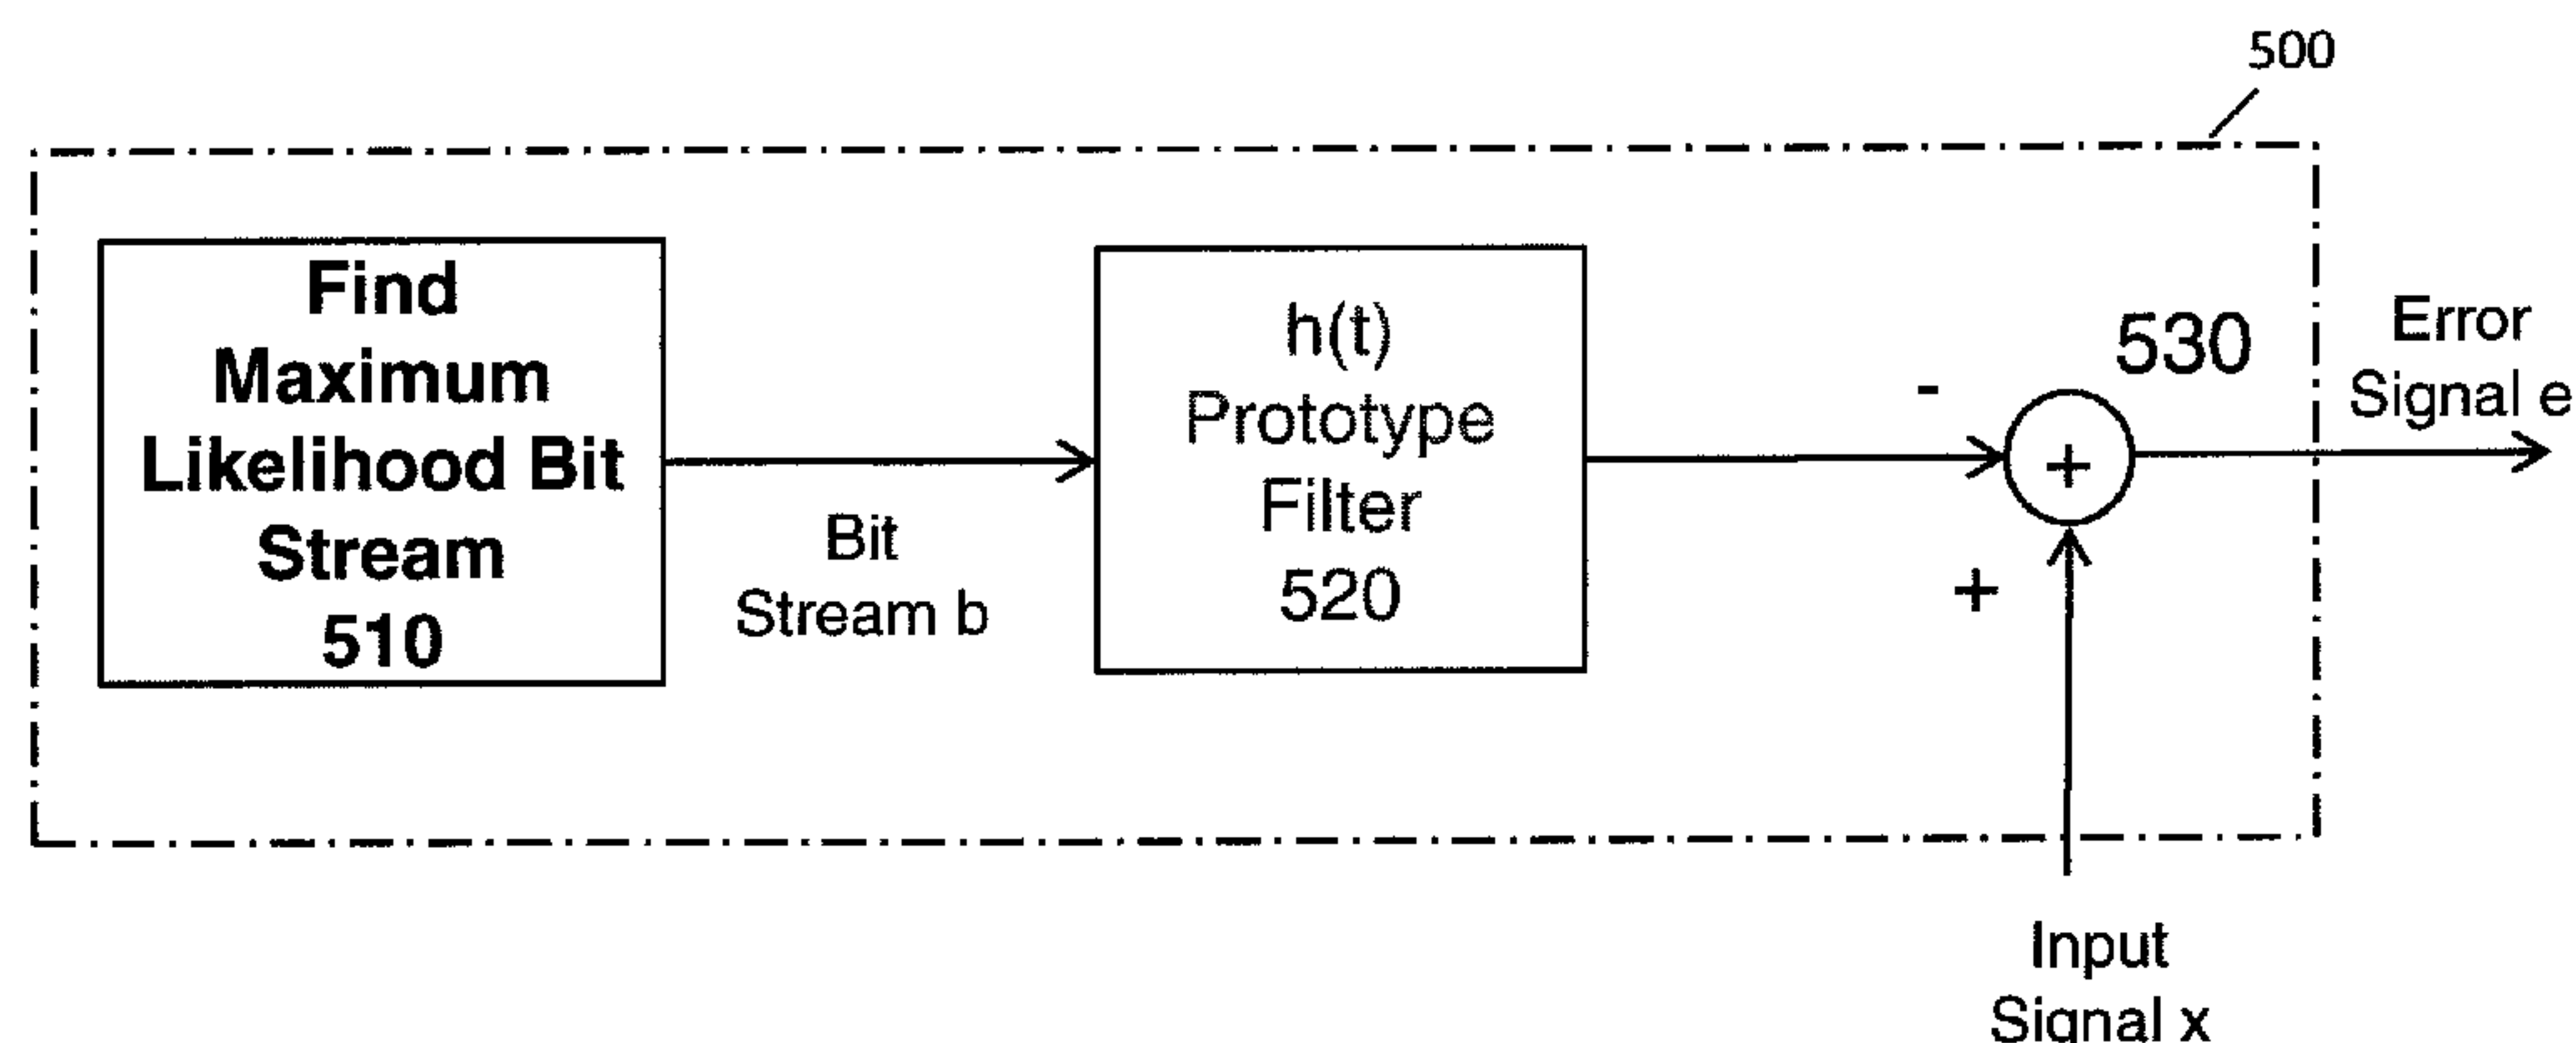 500
Find
Maximum
Likelihood Bit
Stream
510
Bit
Stream b
h(t)
Prototype
Filter
520
-
+
+
530
Error
Signal e
Input
Signal x